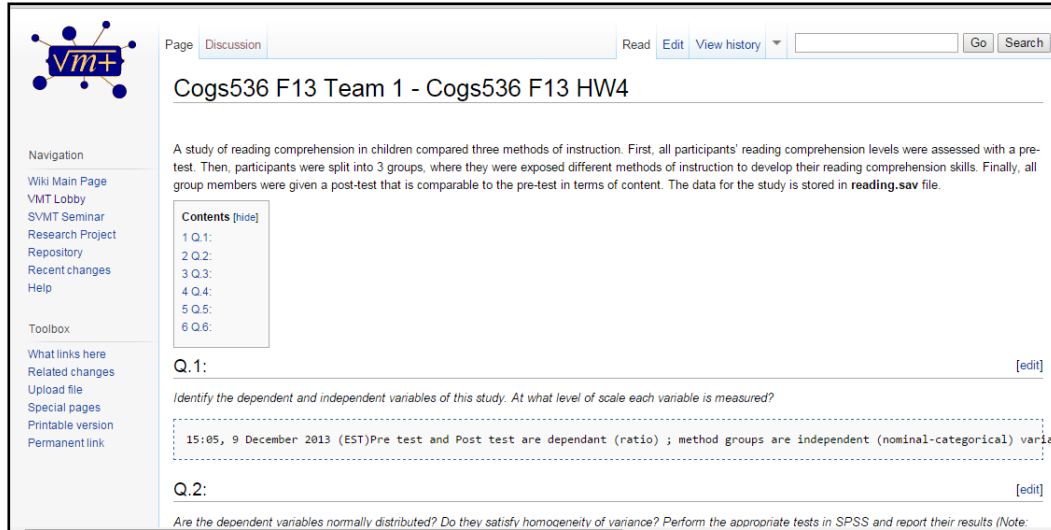 √m+
Page Discussion
Read Edit View history
Go Search
Cogs536 F13 Team 1 - Cogs536 F13 HW4
A study of reading comprehension in children compared three methods of instruction. First, all participants' reading comprehension levels were assessed with a pre-
test. Then, participants were split into 3 groups, where they were exposed different methods of instruction to develop their reading comprehension skills. Finally, all
group members were given a post-test that is comparable to the pre-test in terms of content. The data for the study is stored in reading.sav file.
Navigation
Wiki Main Page
VMT Lobby
SVMT Seminar
Research Project
Repository
Recent changes
Help
Toolbox
What links here
Related changes
Upload file
Special pages
Printable version
Permanent link
Contents [hide]
1 Q.1:
2 Q.2:
3 Q.3:
4 Q.4:
5 Q.5:
6 Q.6:
Q.1: [edit]
Identify the dependent and independent variables of this study. At what level of scale each variable is measured?
15:05, 9 December 2013 (EST)Pre test and Post test are dependant (ratio) ; method groups are independent (nominal-categorical) varia
Q.2: [edit]
Are the dependent variables normally distributed? Do they satisfy homogeneity of variance? Perform the appropriate tests in SPSS and report their results (Note: